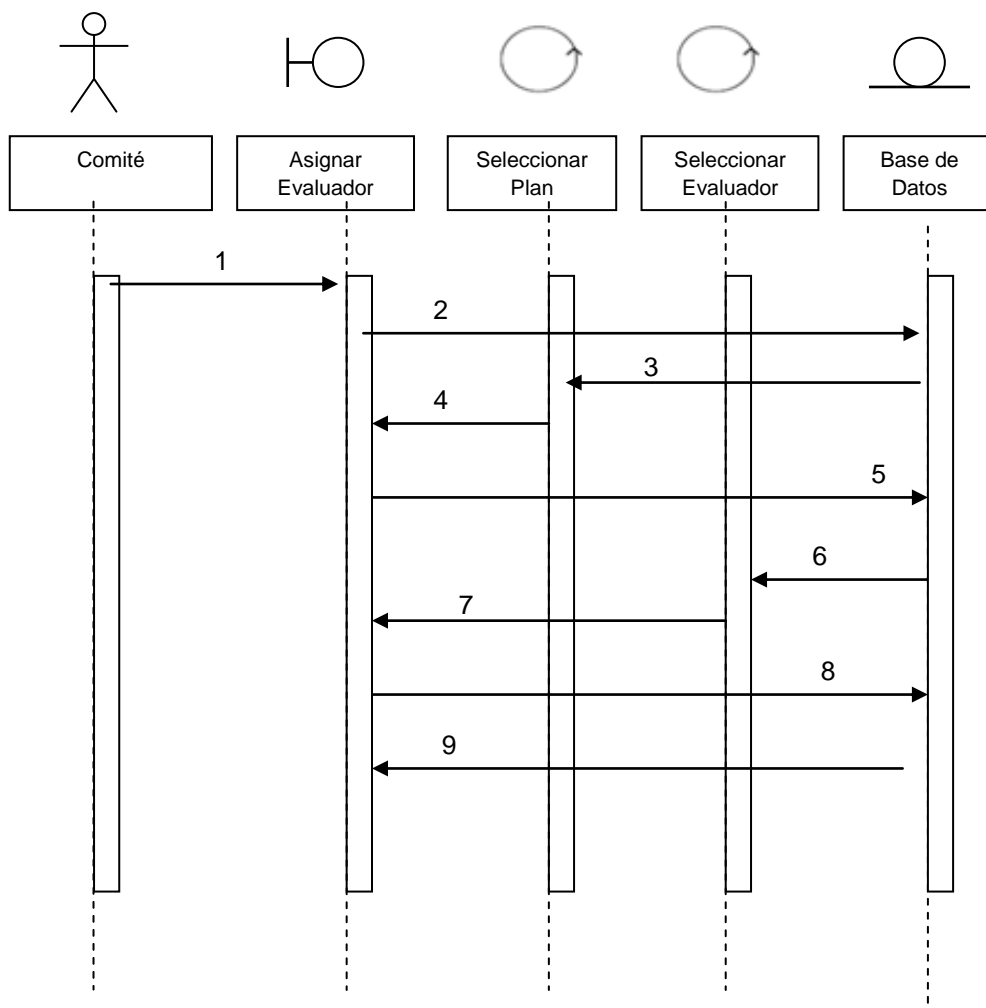 Comité
Asignar
Evaluador
Seleccionar
Plan
Seleccionar
Evaluador
Base de
Datos
1
2
3
4
5
6
7
8
9